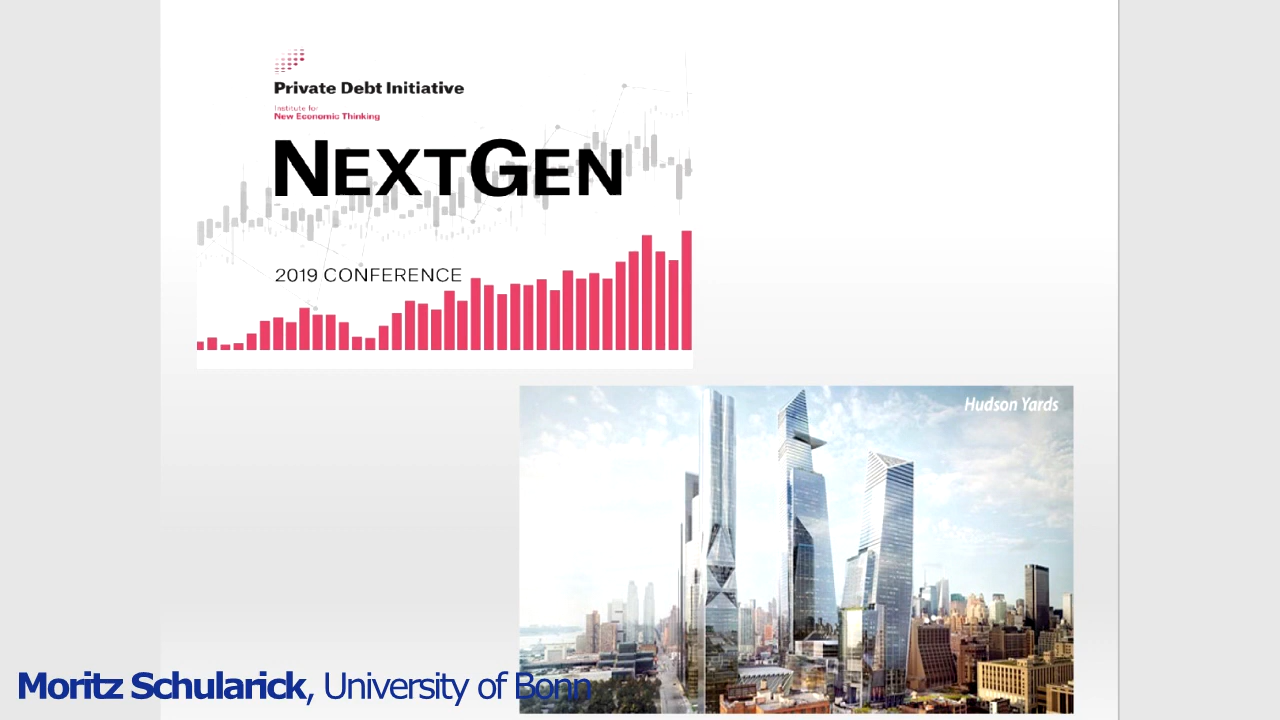 Private Debt Initiative
Institute for
New Economic Thinking
NEXTGEN
2019 CONFERENCE
Hudson Yards
Moritz Schularick, University of Bonn